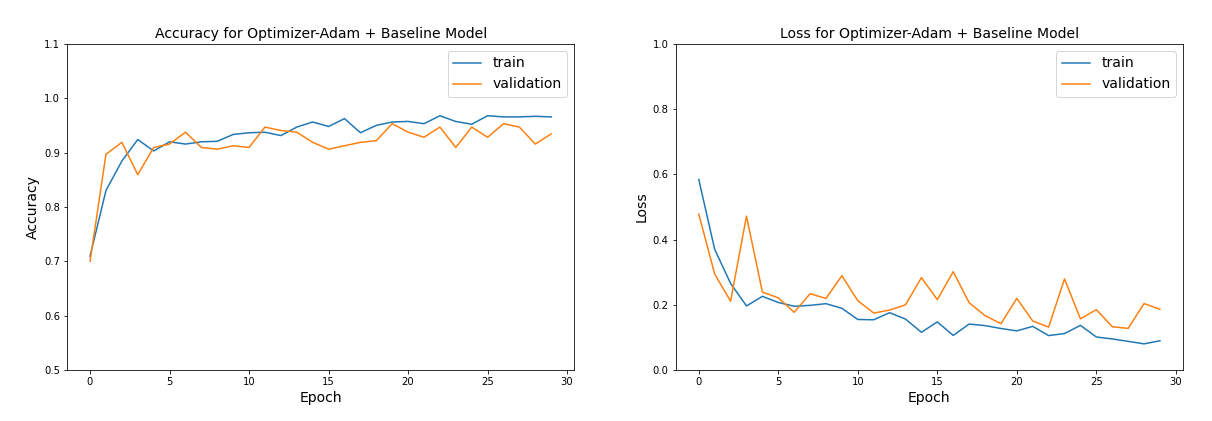 Accuracy for Optimizer-Adam + Baseline Model
1.1
1.0
0.9
0.8
0.7
0.6
0.5
Accuracy
train
validation
0 5 10 15 20 25 30
Epoch
Loss for Optimizer-Adam + Baseline Model
1.0
0.8
0.6
0.4
0.2
0.0
Loss
train
validation
0 5 10 15 20 25 30
Epoch